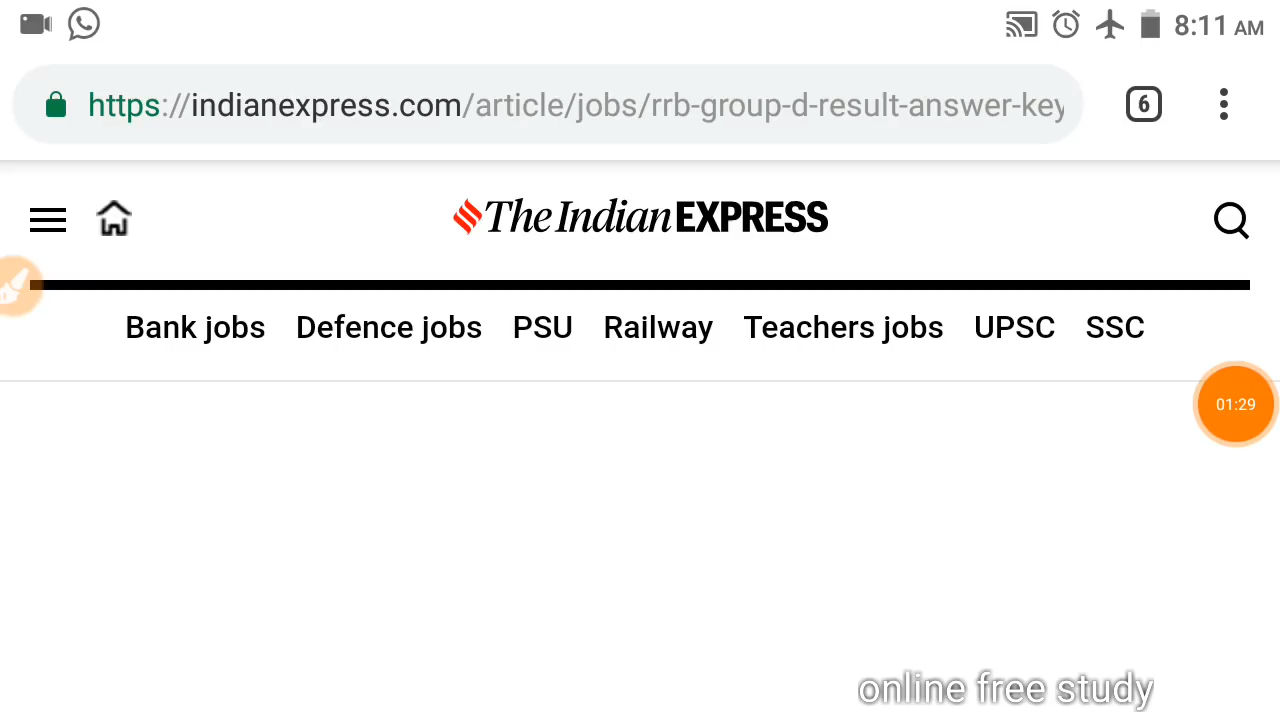 8:11 AM
https://indianexpress.com/article/jobs/rrb-group-d-result-answer-key
6
The Indian EXPRESS
Bank jobs Defence jobs PSU Railway Teachers jobs UPSC SSC
01:29
online free study